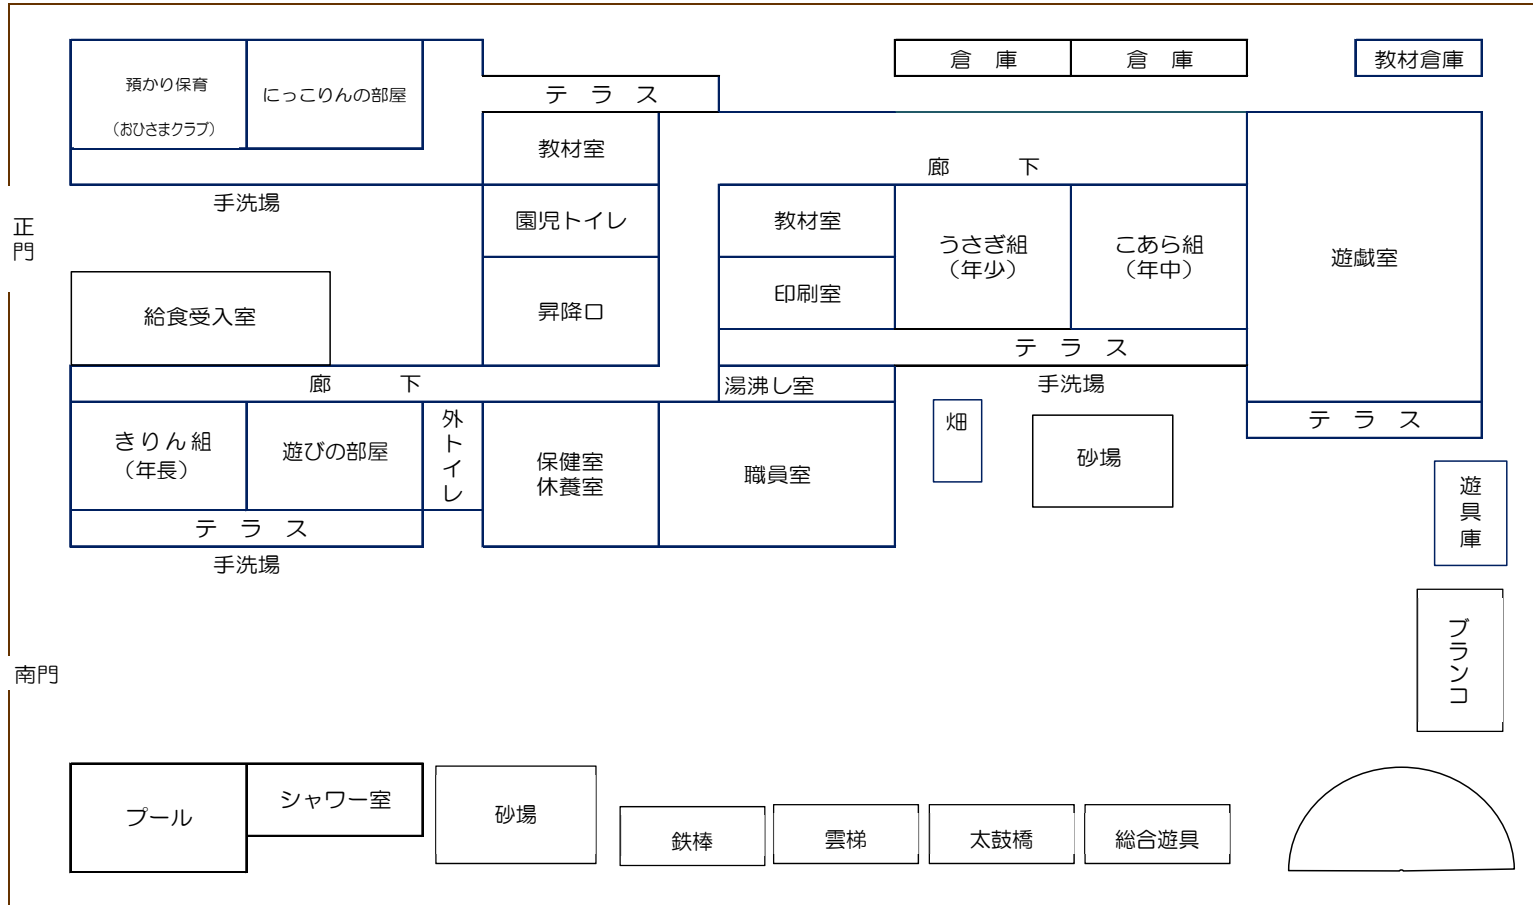 倉　庫
倉　庫
教材倉庫
預かり保育
（おひさまクラブ）
にっこりんの部屋
テ　ラ　ス
教材室
廊　　　下
手洗場
正
門
園児トイレ
教材室
うさぎ組
（年少）
こあら組
（年中）
遊戯室
給食受入室
昇降口
印刷室
テ　ラ　ス
廊　　　下
湯沸し室
手洗場
きりん組
（年長）
遊びの部屋
外トイレ
保健室
休養室
職員室
畑
砂場
テ　ラ　ス
テ　ラ　ス
手洗場
遊具庫
ブランコ
南門
プール
シャワー室
砂場
鉄棒
雲梯
太鼓橋
総合遊具